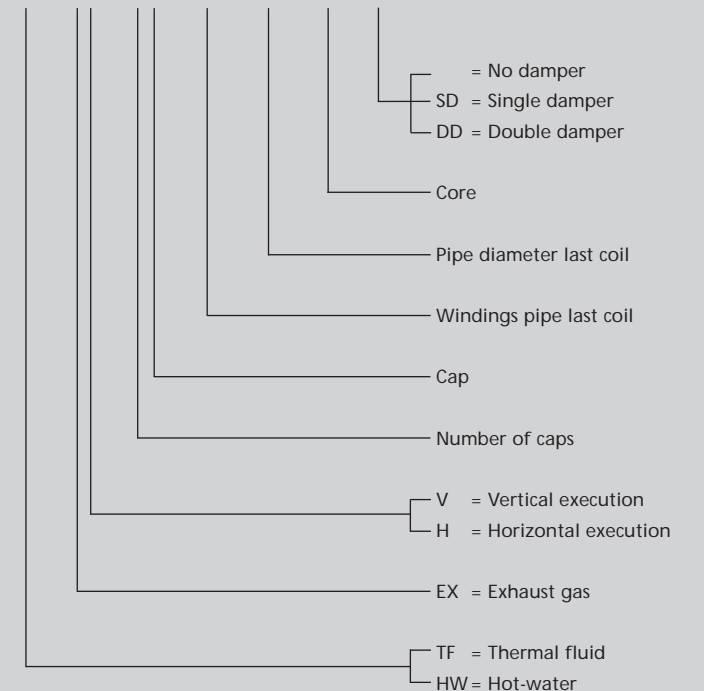 = No damper
SD = Single damper
DD = Double damper
Core
Pipe diameter last coil
Windings pipe last coil
Cap
Number of caps
V = Vertical execution
H = Horizontal execution
EX = Exhaust gas
TF = Thermal fluid
HW = Hot-water